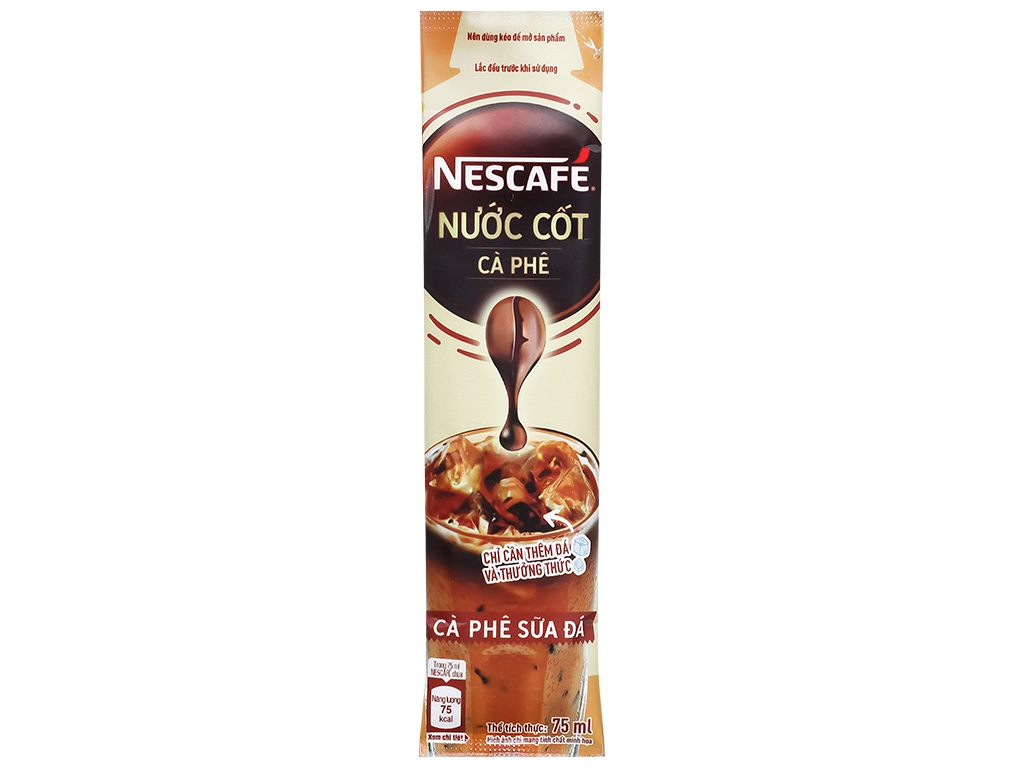 Nên dùng kéo để mở sản phẩm
Lắc đều trước khi sử dụng
NESCAFÉ®
NƯỚC CỐT
CÀ PHÊ
CHỈ CẦN THÊM ĐÁ
VÀ THƯỞNG THỨC
CÀ PHÊ SỮA ĐÁ
Trong 75 ml
NESCAFÉ chứa
Năng lượng
75
kcal
Xem chi tiết
Thể tích thực: 75 ml
Hình ảnh chỉ mang tính chất minh họa